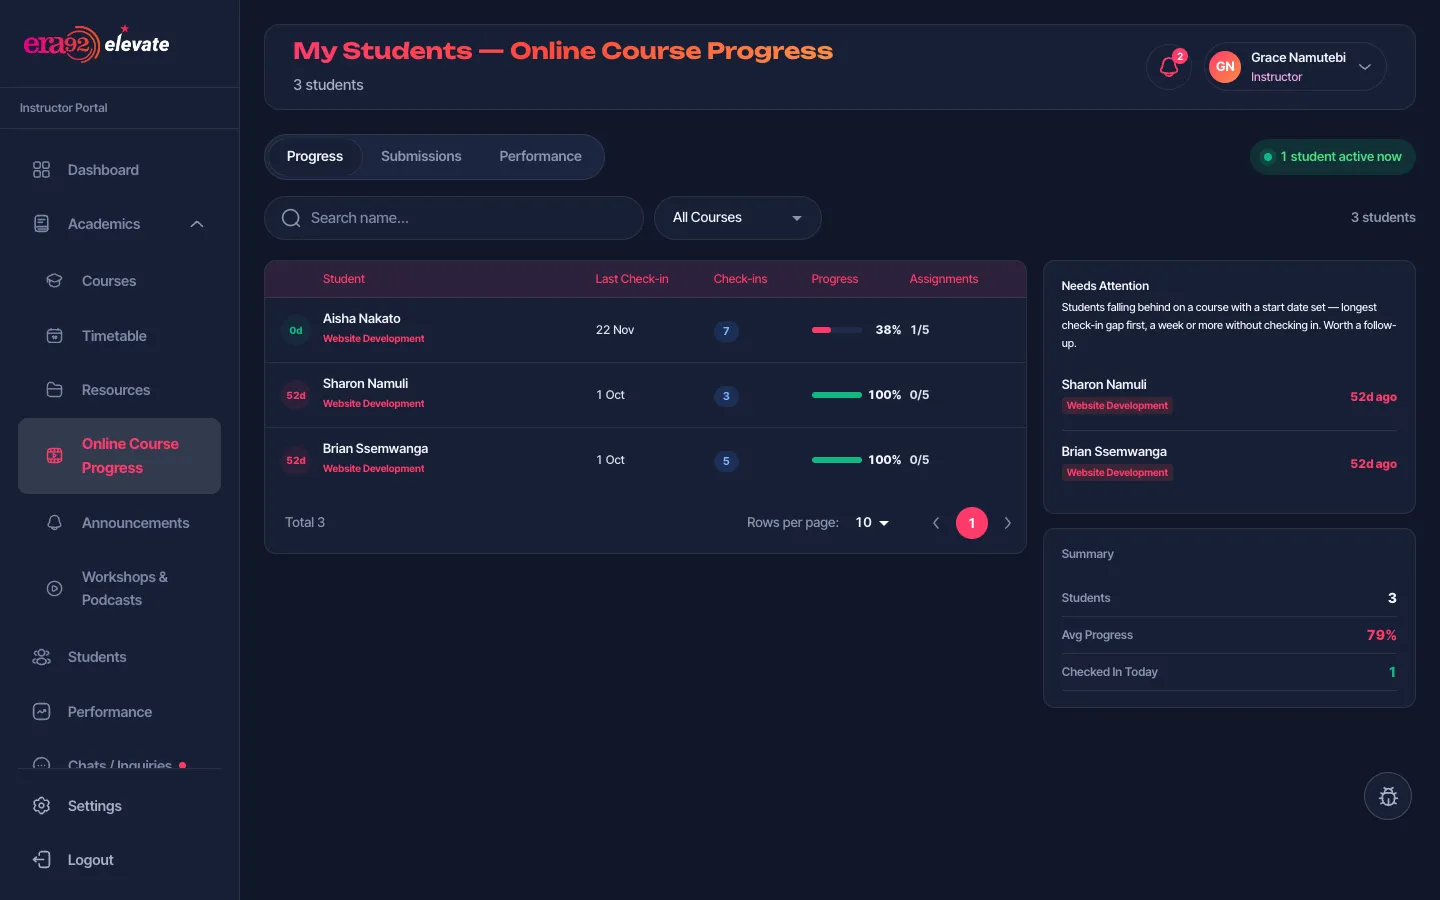 era92 elevate
Instructor Portal
Dashboard
Academics
Courses
Timetable
Resources
Online Course
Progress
Announcements
Workshops &
Podcasts
Students
Performance
Chats / Inquiries
Settings
Logout
My Students — Online Course Progress
3 students
2
GN
Grace Namutebi
Instructor
Progress
Submissions
Performance
1 student active now
Search name...
All Courses
3 students
Student
Last Check-in
Check-ins
Progress
Assignments
0d
Aisha Nakato
Website Development
22 Nov
7
38%
1/5
52d
Sharon Namuli
Website Development
1 Oct
3
100%
0/5
52d
Brian Ssemwanga
Website Development
1 Oct
5
100%
0/5
Total 3
Rows per page:
10
1
Needs Attention
Students falling behind on a course with a start date set — longest
check-in gap first, a week or more without checking in. Worth a follow-
up.
Sharon Namuli
Website Development
52d ago
Brian Ssemwanga
Website Development
52d ago
Summary
Students
3
Avg Progress
79%
Checked In Today
1